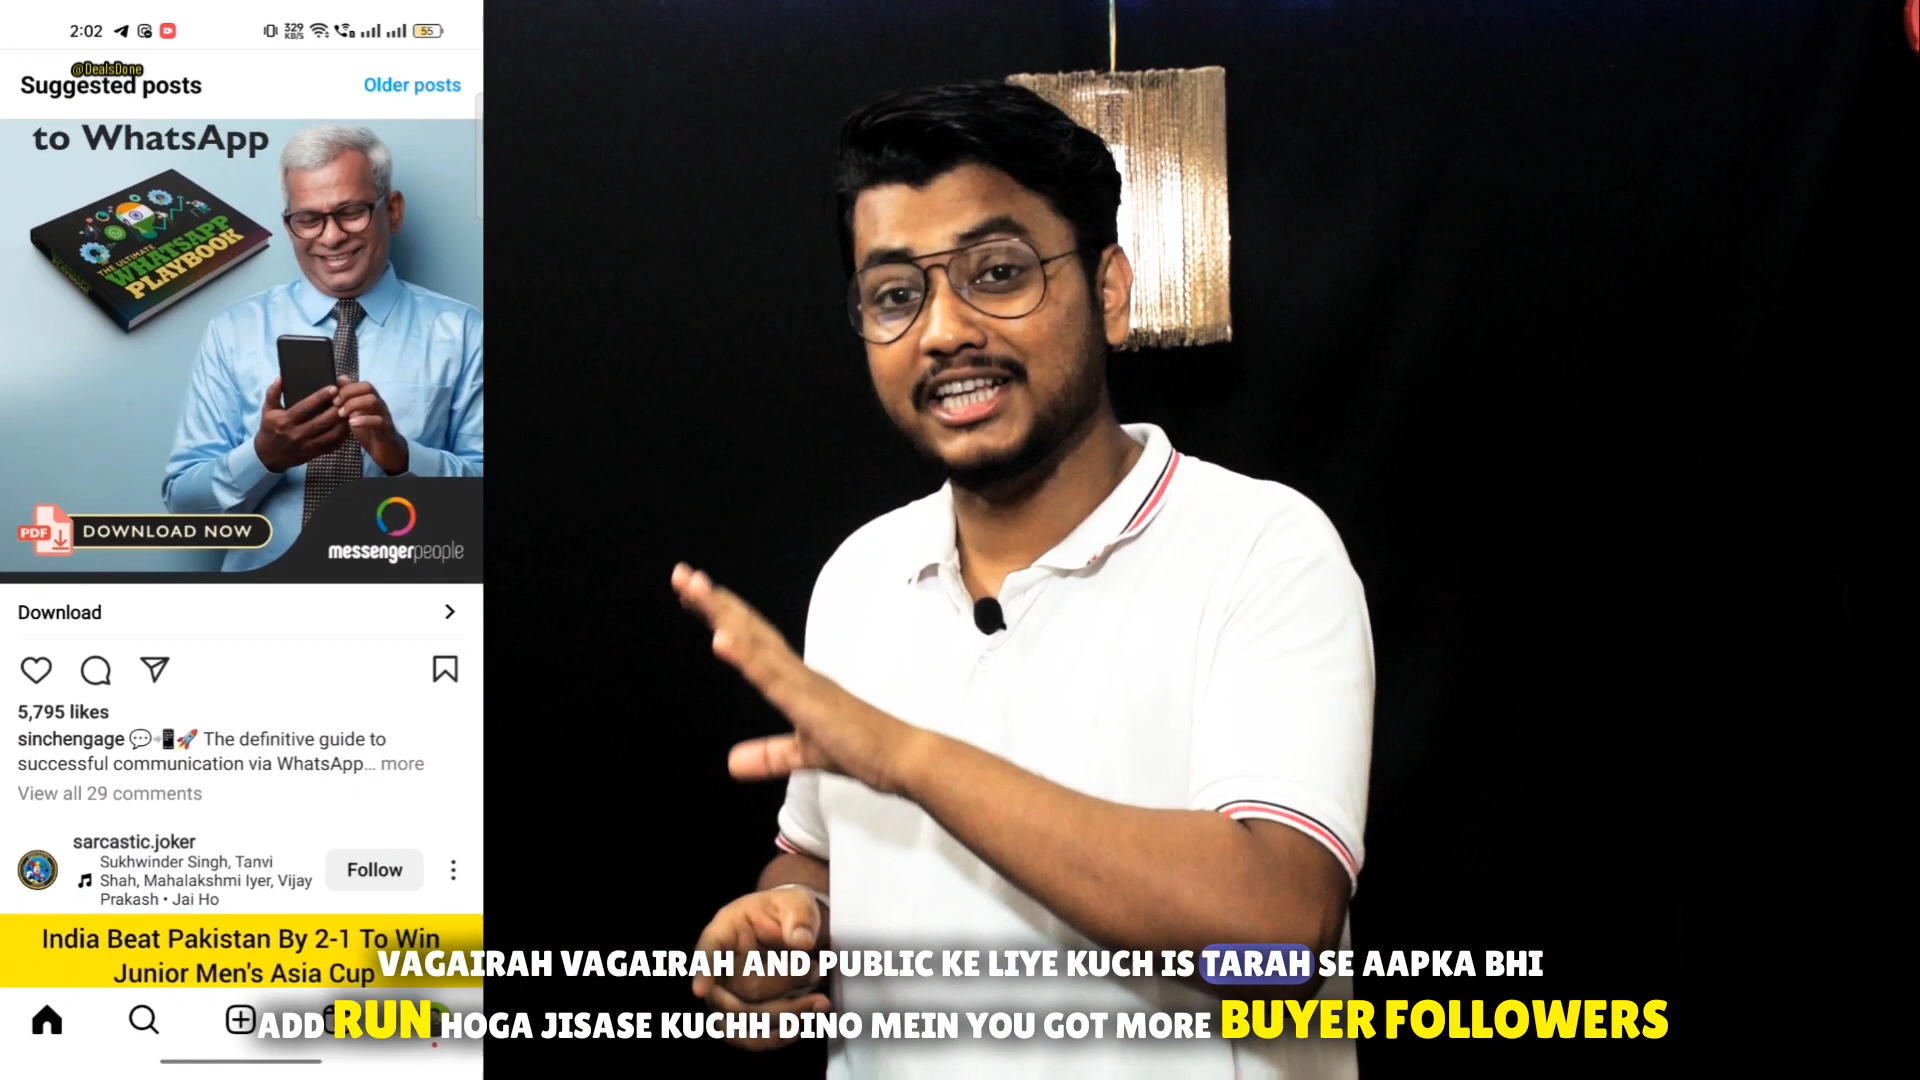 2:02
329 KB/S
55
@DealsDone
Suggested posts
Older posts
to WhatsApp
THE ULTIMATE
WHATSAPP
PLAYBOOK
PDF
DOWNLOAD NOW
messengerpeople
Download
5,795 likes
sinchengage 💬📲🚀 The definitive guide to
successful communication via WhatsApp... more
View all 29 comments
sarcastic.joker
Sukhwinder Singh, Tanvi
Shah, Mahalakshmi Iyer, Vijay
Prakash • Jai Ho
Follow
India Beat Pakistan By 2-1 To Win
Junior Men's Asia Cup
VAGAIRAH VAGAIRAH AND PUBLIC KE LIYE KUCH IS TARAH SE AAPKA BHI
ADD RUN HOGA JISASE KUCHH DINO MEIN YOU GOT MORE BUYER FOLLOWERS